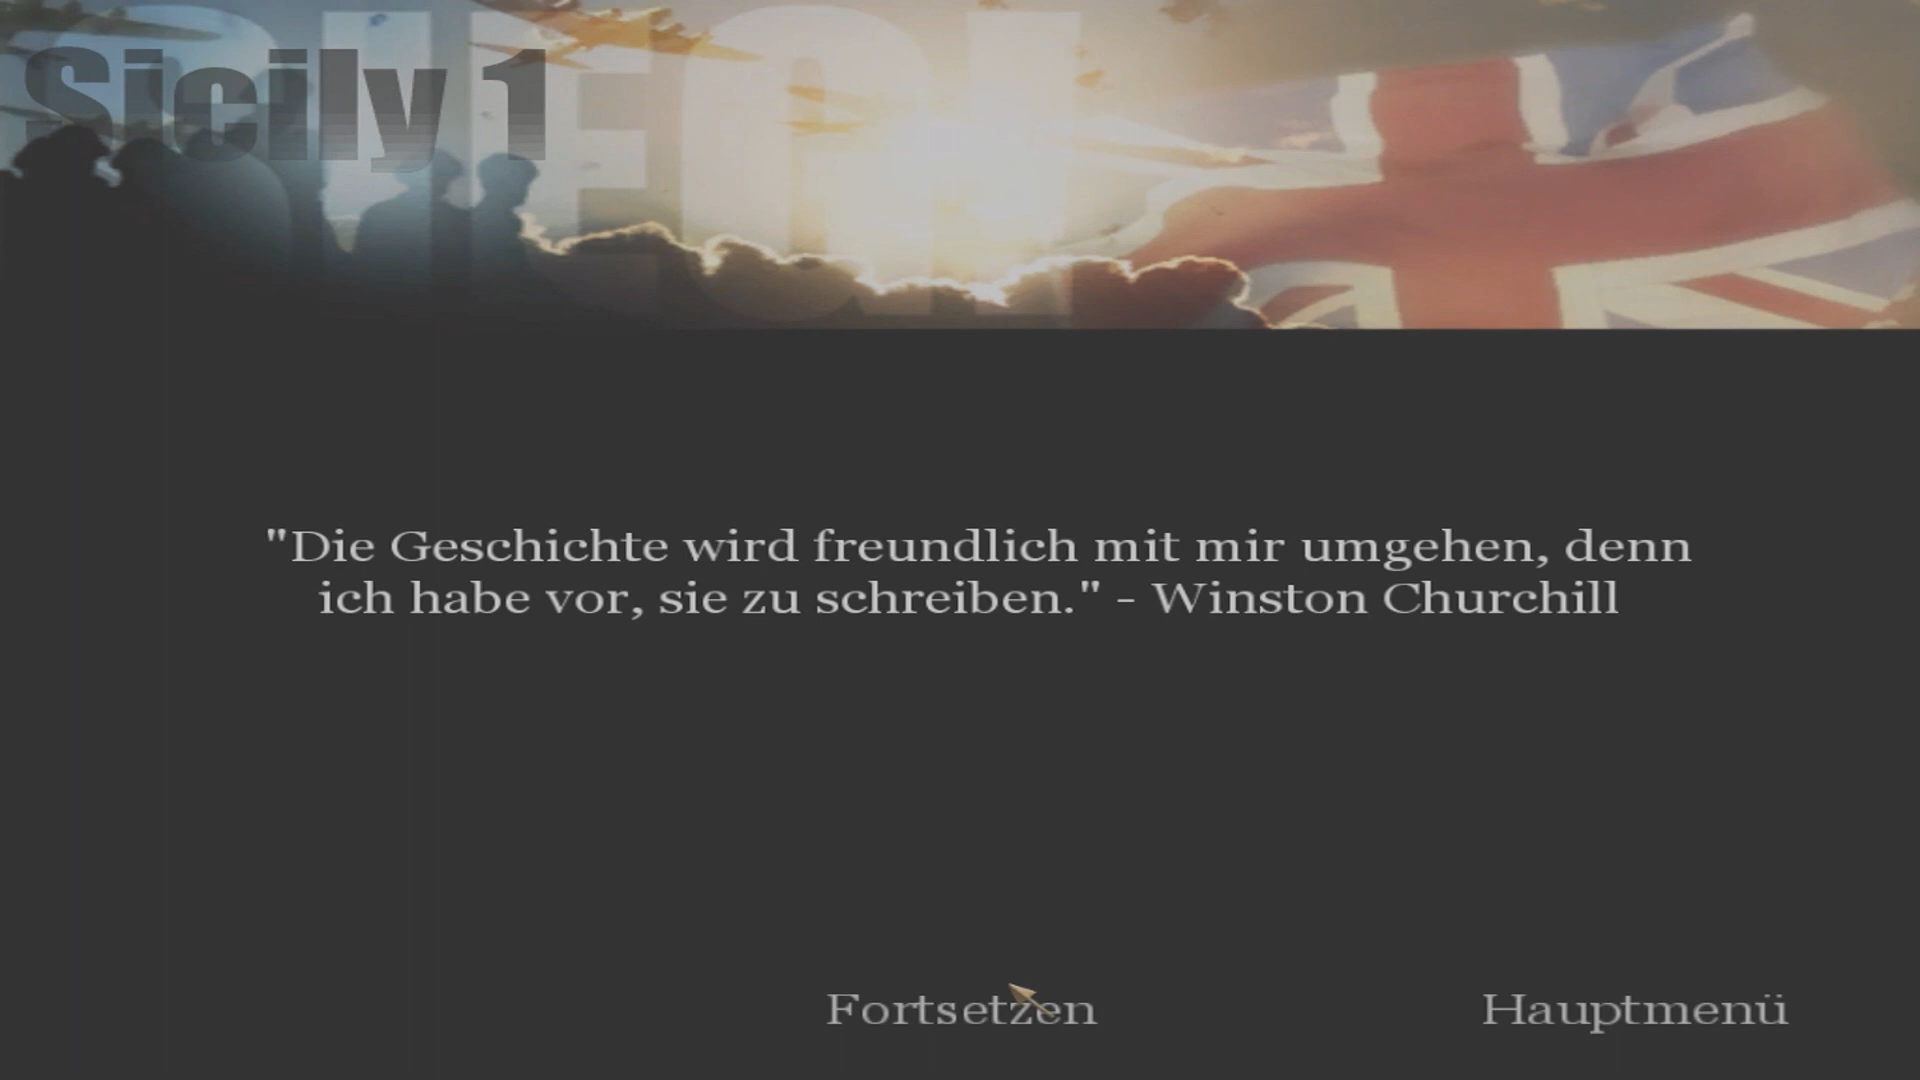 Sicily 1
"Die Geschichte wird freundlich mit mir umgehen, denn
ich habe vor, sie zu schreiben." - Winston Churchill
Fortsetzen
Hauptmenü